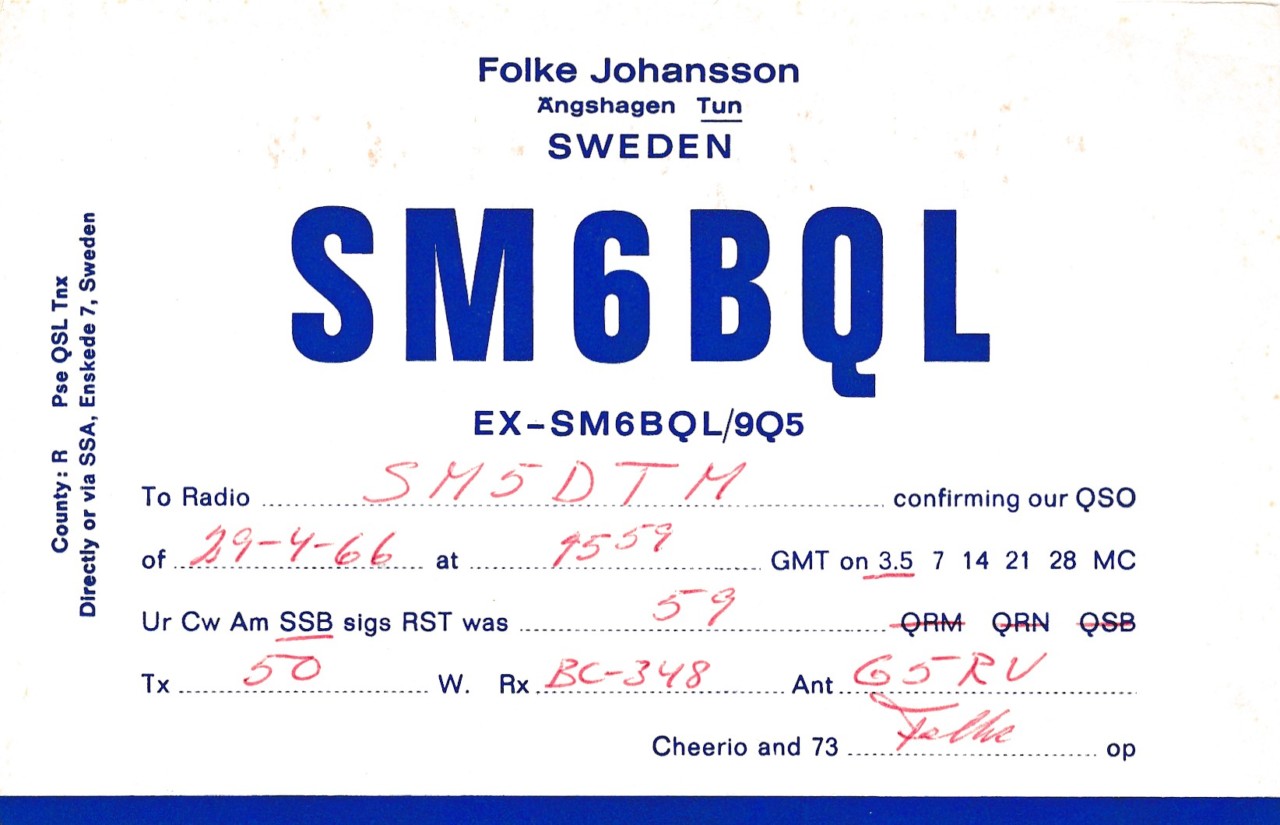 Folke Johansson
Ängshagen Tun
SWEDEN
SM6BQL
EX-SM6BQL/9Q5
County: R Pse QSL Tnx
Directly or via SSA, Enskede 7, Sweden
To Radio SM5DTM confirming our QSO
of 29-4-66 at 1559 GMT on 3.5 7 14 21 28 MC
Ur Cw Am SSB sigs RST was 59 QRM QRN QSB
Tx 50 W. Rx BC-348 Ant G5RV
Cheerio and 73 Folke op